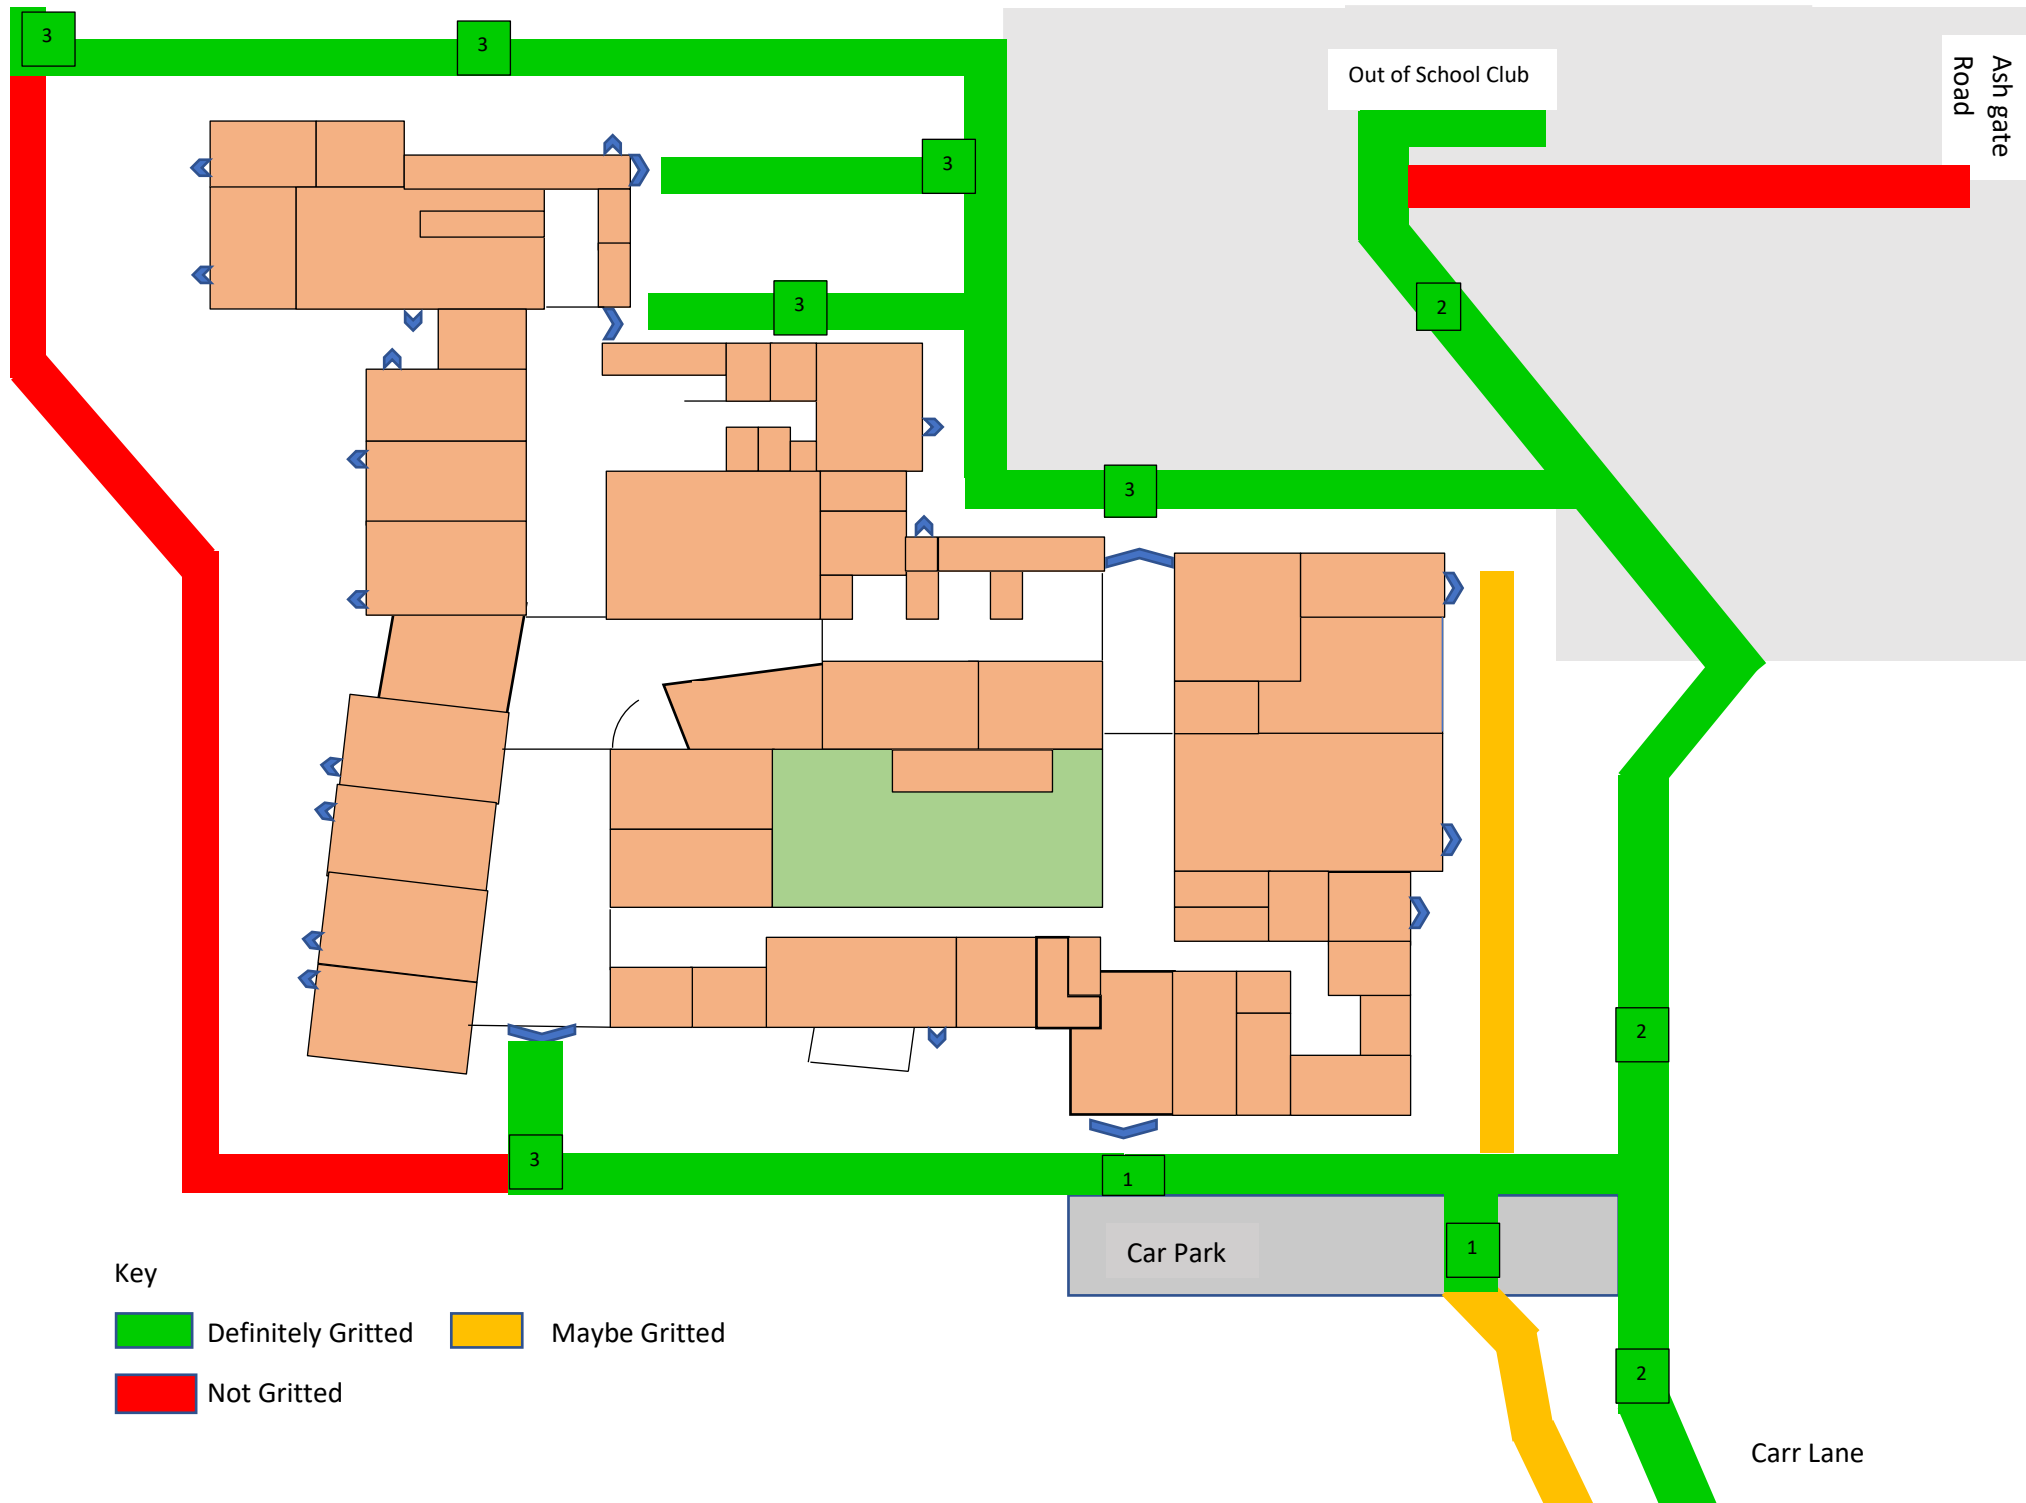 3
3
Out of School Club
Ash gate
Road
3
3
2
3
2
3
1
1
Car Park
Key
Definitely Gritted
Maybe Gritted
Not Gritted
2
Carr Lane